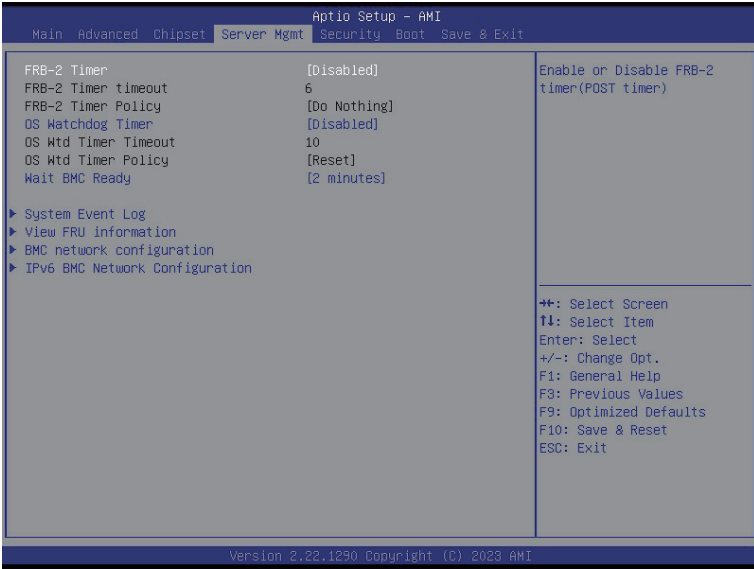 Aptio Setup – AMI
Main Advanced Chipset Server Mgmt Security Boot Save & Exit
FRB-2 Timer [Disabled]
FRB-2 Timer timeout 6
FRB-2 Timer Policy [Do Nothing]
OS Watchdog Timer [Disabled]
OS Wtd Timer Timeout 10
OS Wtd Timer Policy [Reset]
Wait BMC Ready [2 minutes]
▶ System Event Log
▶ View FRU information
▶ BMC network configuration
▶ IPv6 BMC Network Configuration
Enable or Disable FRB-2
timer(POST timer)
→←: Select Screen
↑↓: Select Item
Enter: Select
+/-: Change Opt.
F1: General Help
F3: Previous Values
F9: Optimized Defaults
F10: Save & Reset
ESC: Exit
Version 2.22.1290 Copyright (C) 2023 AMI